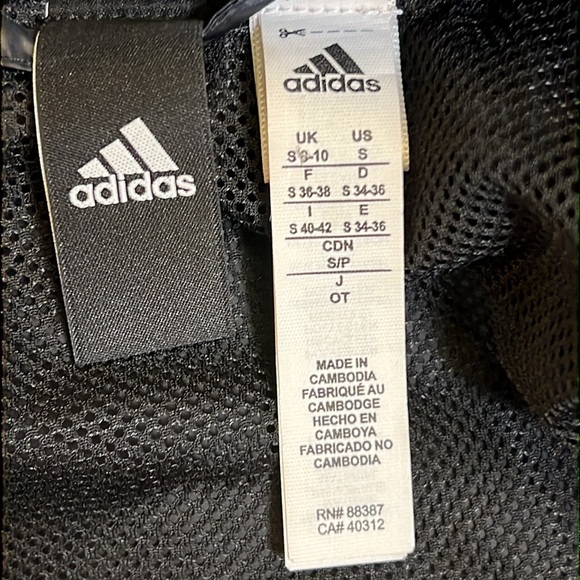 adidas
adidas
UK US
S 8-10 S
F D
S 36-38 S 34-36
I E
S 40-42 S 34-36
CDN
S/P
J
OT
MADE IN
CAMBODIA
FABRIQUÉ AU
CAMBODGE
HECHO EN
CAMBOYA
FABRICADO NO
CAMBODIA
RN# 88387
CA# 40312